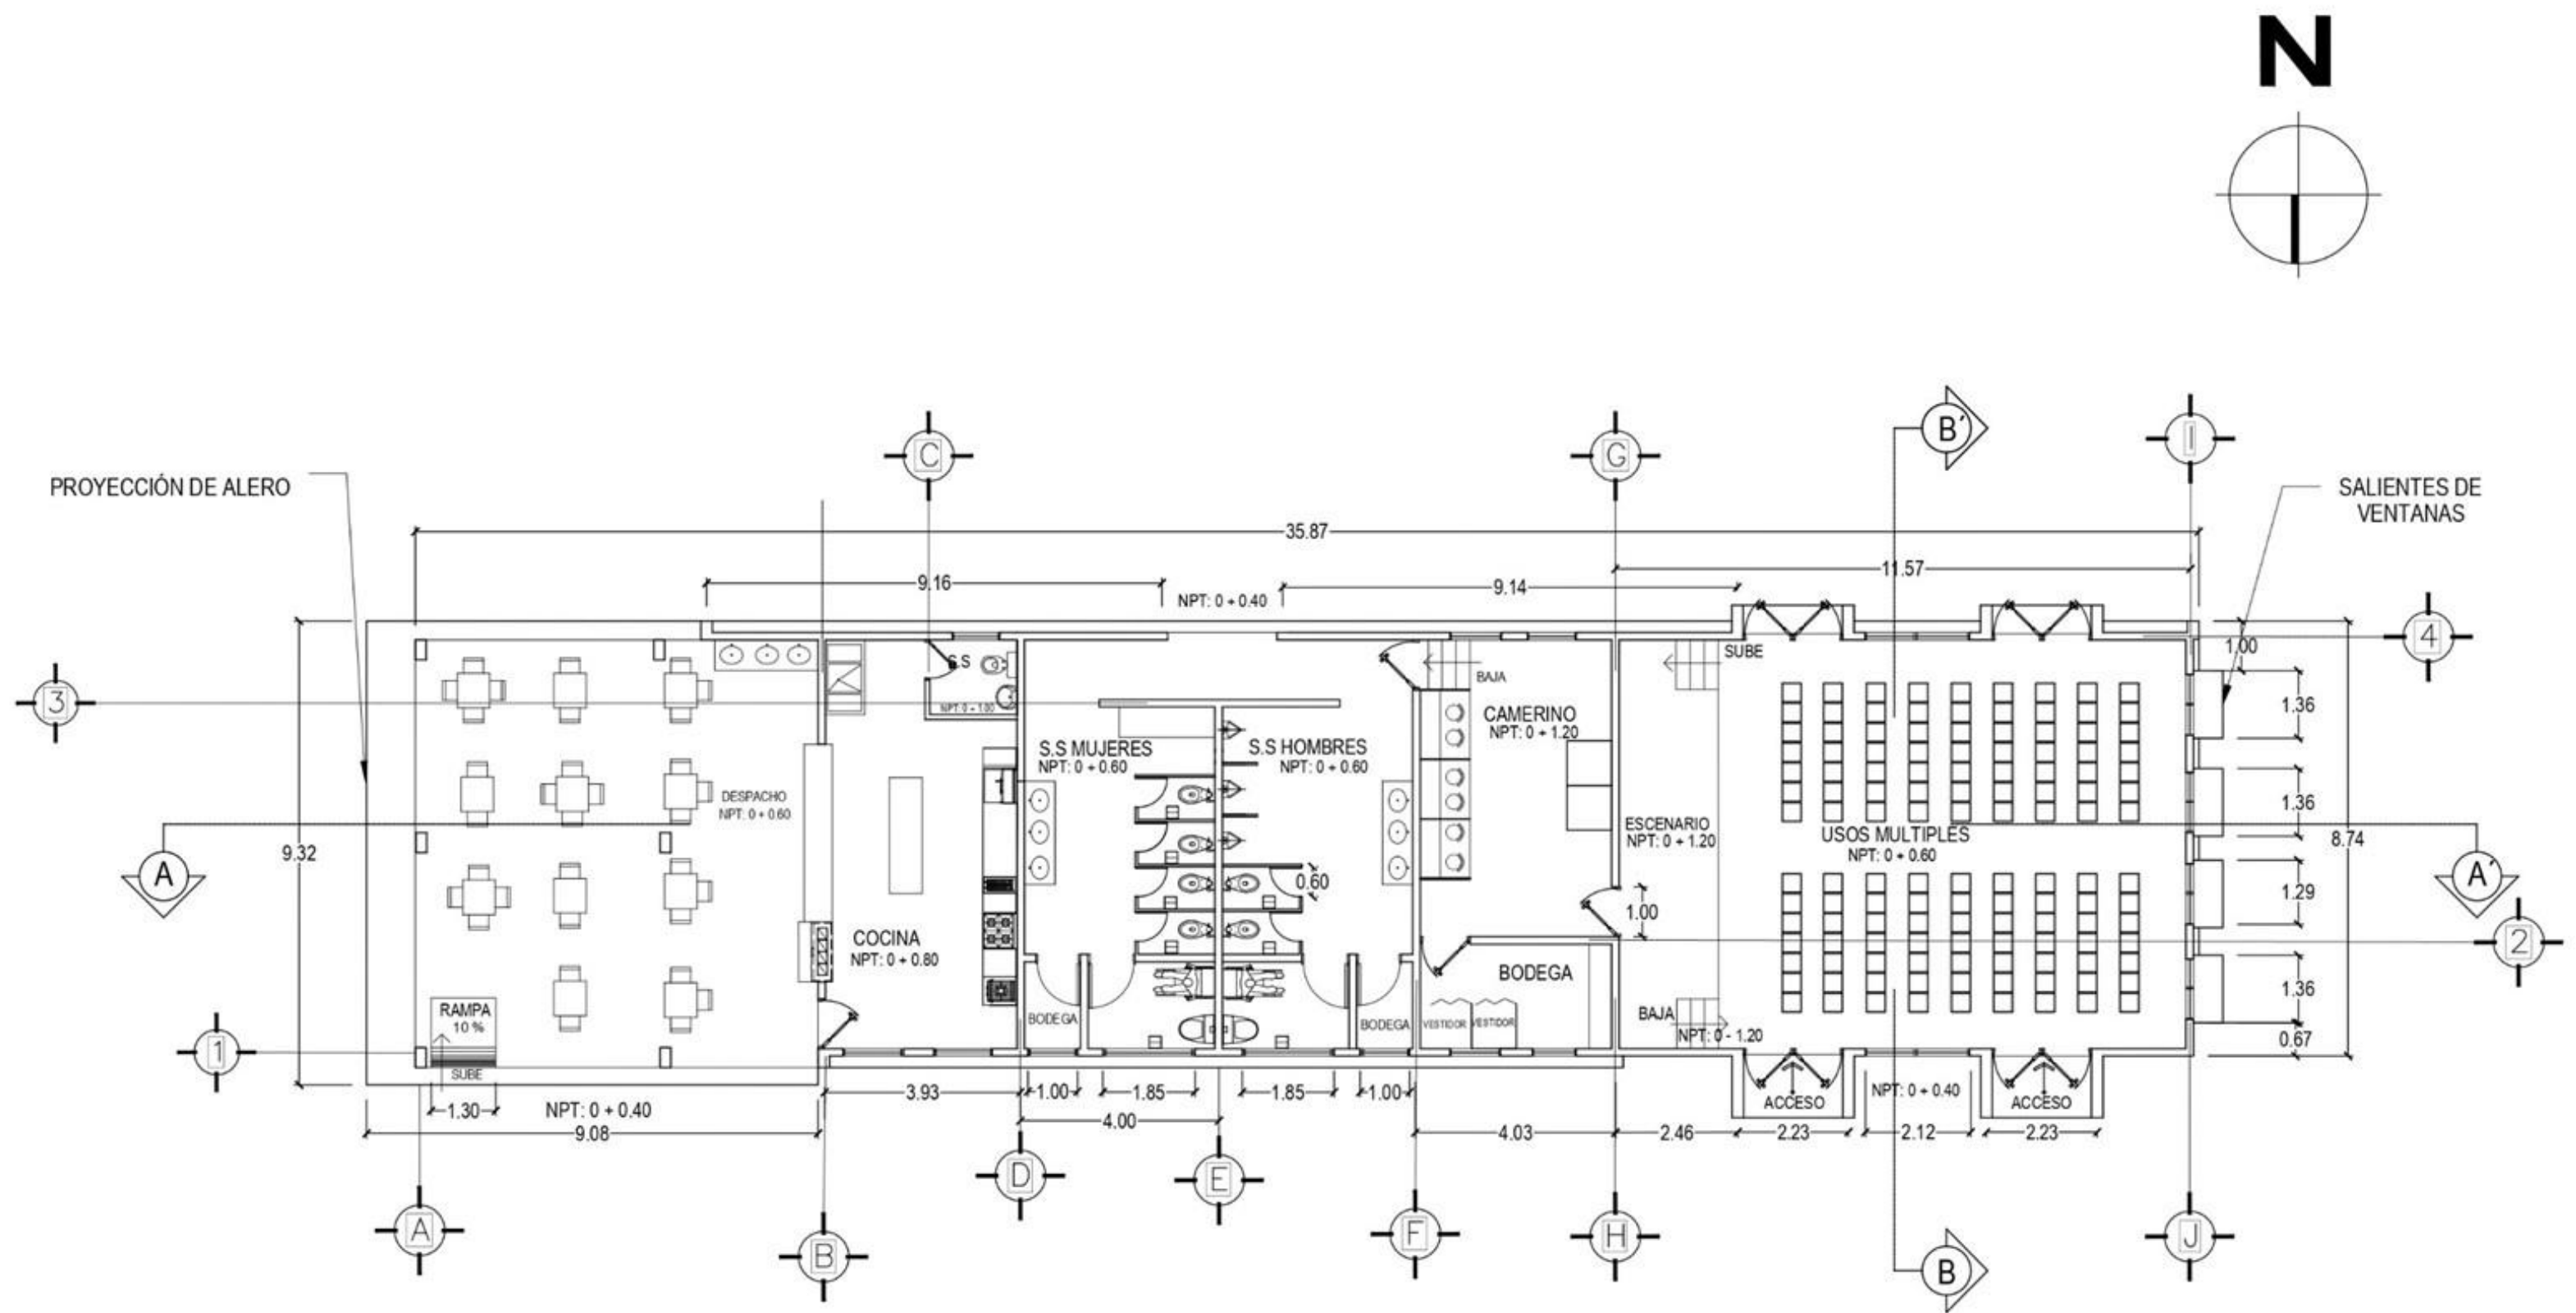 N
B´
I
C
G
PROYECCIÓN DE ALERO
SALIENTES DE
VENTANAS
35.87
11.57
9.16
9.14
NPT: 0 + 0.40
4
SUBE
1.00
S.S
BAJA
3
NPT: 0 + 1.00
1.36
CAMERINO
NPT: 0 + 1.20
S.S MUJERES
NPT: 0 + 0.60
S.S HOMBRES
NPT: 0 + 0.60
DESPACHO
NPT: 0 + 0.60
1.36
ESCENARIO
NPT: 0 + 1.20
USOS MULTIPLES
NPT: 0 + 0.60
8.74
9.32
A
A´
0.60
1.29
1.00
COCINA
NPT: 0 + 0.80
2
BODEGA
1.36
RAMPA
10 %
BODEGA
BODEGA
VESTIDOR
VESTIDOR
BAJA
NPT: 0 - 1.20
0.67
1
SUBE
1.30
NPT: 0 + 0.40
3.93
1.00
1.85
1.85
1.00
ACCESO
NPT: 0 + 0.40
ACCESO
9.08
4.00
4.03
2.46
2.23
2.12
2.23
D
E
A
F
H
J
B
B